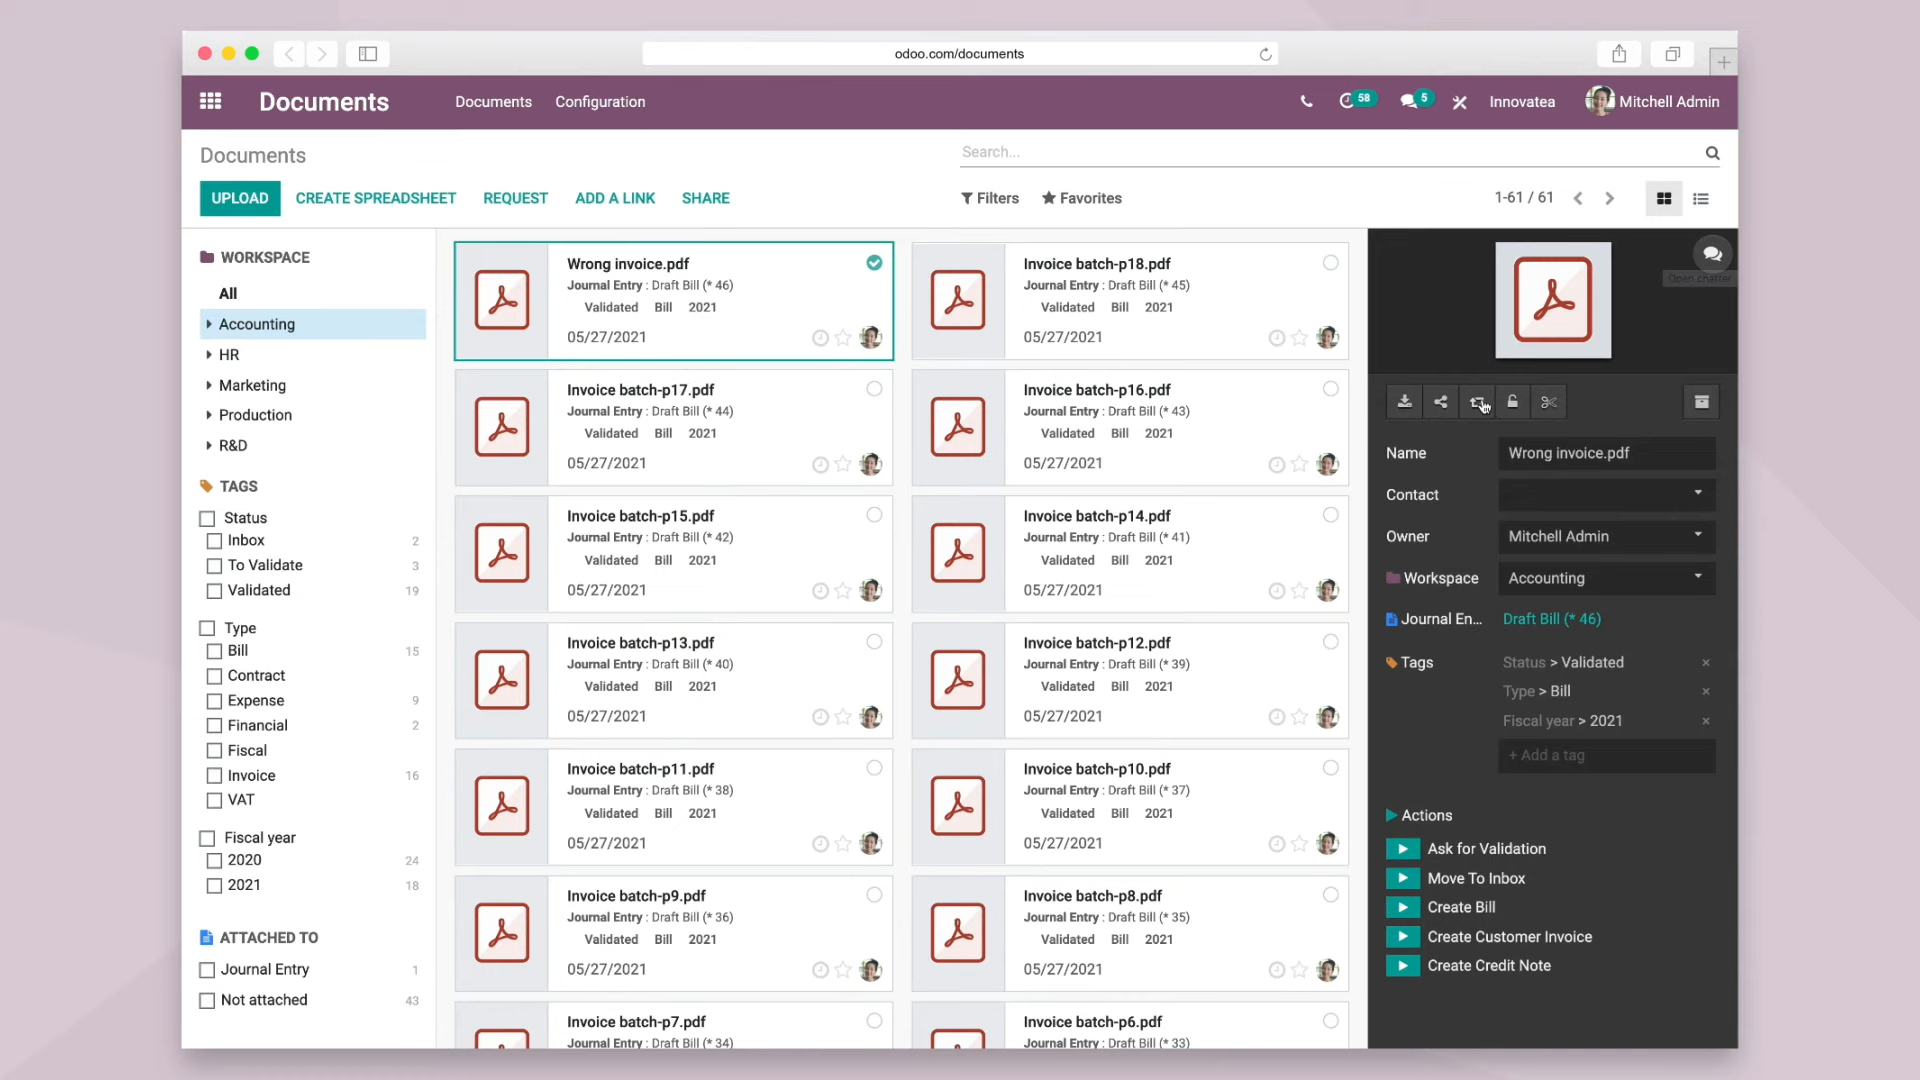 odoo.com/documents
Documents
Documents
Configuration
58
5
Innovatea
Mitchell Admin
Documents
Search...
UPLOAD
CREATE SPREADSHEET
REQUEST
ADD A LINK
SHARE
Filters
Favorites
1-61 / 61
WORKSPACE
All
Accounting
HR
Marketing
Production
R&D
TAGS
Status
Inbox 2
To Validate 3
Validated 19
Type
Bill 15
Contract
Expense 9
Financial 2
Fiscal
Invoice 16
VAT
Fiscal year
2020 24
2021 18
ATTACHED TO
Journal Entry 1
Not attached 43
Wrong invoice.pdf
Journal Entry : Draft Bill (* 46)
Validated Bill 2021
05/27/2021
Invoice batch-p18.pdf
Journal Entry : Draft Bill (* 45)
Validated Bill 2021
05/27/2021
Invoice batch-p17.pdf
Journal Entry : Draft Bill (* 44)
Validated Bill 2021
05/27/2021
Invoice batch-p16.pdf
Journal Entry : Draft Bill (* 43)
Validated Bill 2021
05/27/2021
Invoice batch-p15.pdf
Journal Entry : Draft Bill (* 42)
Validated Bill 2021
05/27/2021
Invoice batch-p14.pdf
Journal Entry : Draft Bill (* 41)
Validated Bill 2021
05/27/2021
Invoice batch-p13.pdf
Journal Entry : Draft Bill (* 40)
Validated Bill 2021
05/27/2021
Invoice batch-p12.pdf
Journal Entry : Draft Bill (* 39)
Validated Bill 2021
05/27/2021
Invoice batch-p11.pdf
Journal Entry : Draft Bill (* 38)
Validated Bill 2021
05/27/2021
Invoice batch-p10.pdf
Journal Entry : Draft Bill (* 37)
Validated Bill 2021
05/27/2021
Invoice batch-p9.pdf
Journal Entry : Draft Bill (* 36)
Validated Bill 2021
05/27/2021
Invoice batch-p8.pdf
Journal Entry : Draft Bill (* 35)
Validated Bill 2021
05/27/2021
Invoice batch-p7.pdf
Journal Entry : Draft Bill (* 34)
Invoice batch-p6.pdf
Journal Entry : Draft Bill (* 33)
Open chatter
Name Wrong invoice.pdf
Contact
Owner Mitchell Admin
Workspace Accounting
Journal En... Draft Bill (* 46)
Tags Status > Validated ×
Type > Bill ×
Fiscal year > 2021 ×
+ Add a tag
Actions
Ask for Validation
Move To Inbox
Create Bill
Create Customer Invoice
Create Credit Note